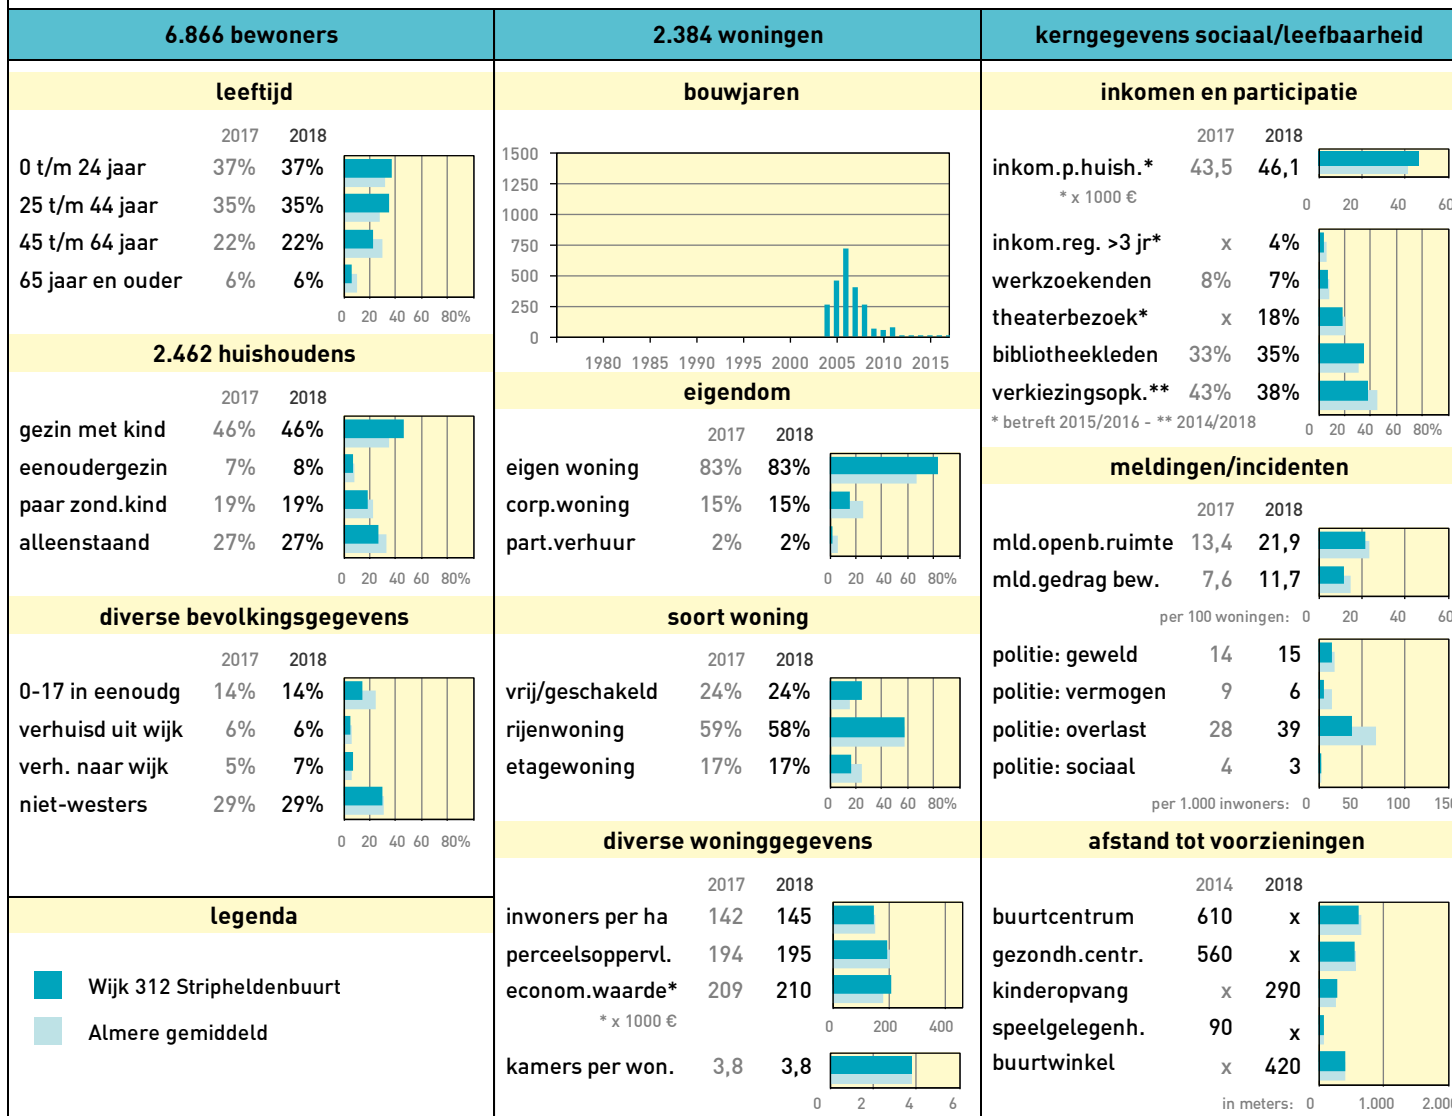 6.866 bewoners
leeftijd
2017 2018
0 t/m 24 jaar 37% 37%
25 t/m 44 jaar 35% 35%
45 t/m 64 jaar 22% 22%
65 jaar en ouder 6% 6%
0 20 40 60 80%
2.462 huishoudens
2017 2018
gezin met kind 46% 46%
eenoudergezin 7% 8%
paar zond.kind 19% 19%
alleenstaand 27% 27%
0 20 40 60 80%
diverse bevolkingsgegevens
2017 2018
0-17 in eenoudg 14% 14%
verhuisd uit wijk 6% 6%
verh. naar wijk 5% 7%
niet-westers 29% 29%
0 20 40 60 80%
legenda
Wijk 312 Stripheldenbuurt
Almere gemiddeld
2.384 woningen
bouwjaren
1500
1250
1000
750
500
250
0
1980 1985 1990 1995 2000 2005 2010 2015
eigendom
2017 2018
eigen woning 83% 83%
corp.woning 15% 15%
part.verhuur 2% 2%
0 20 40 60 80%
soort woning
2017 2018
vrij/geschakeld 24% 24%
rijenwoning 59% 58%
etagewoning 17% 17%
0 20 40 60 80%
diverse woninggegevens
2017 2018
inwoners per ha 142 145
perceelsoppervl. 194 195
econom.waarde* 209 210
* x 1000 €
0 200 400
kamers per won. 3,8 3,8
0 2 4 6
kerngegevens sociaal/leefbaarheid
inkomen en participatie
2017 2018
inkom.p.huish.* 43,5 46,1
* x 1000 €
0 20 40 60
inkom.reg. >3 jr* x 4%
werkzoekenden 8% 7%
theaterbezoek* x 18%
bibliotheekleden 33% 35%
verkiezingsopk.** 43% 38%
* betreft 2015/2016 - ** 2014/2018
0 20 40 60 80%
meldingen/incidenten
2017 2018
mld.openb.ruimte 13,4 21,9
mld.gedrag bew. 7,6 11,7
per 100 woningen: 0 20 40 60
politie: geweld 14 15
politie: vermogen 9 6
politie: overlast 28 39
politie: sociaal 4 3
per 1.000 inwoners: 0 50 100 150
afstand tot voorzieningen
2014 2018
buurtcentrum 610 x
gezondh.centr. 560 x
kinderopvang x 290
speelgelegenh. 90 x
buurtwinkel x 420
in meters: 0 1.000 2.000